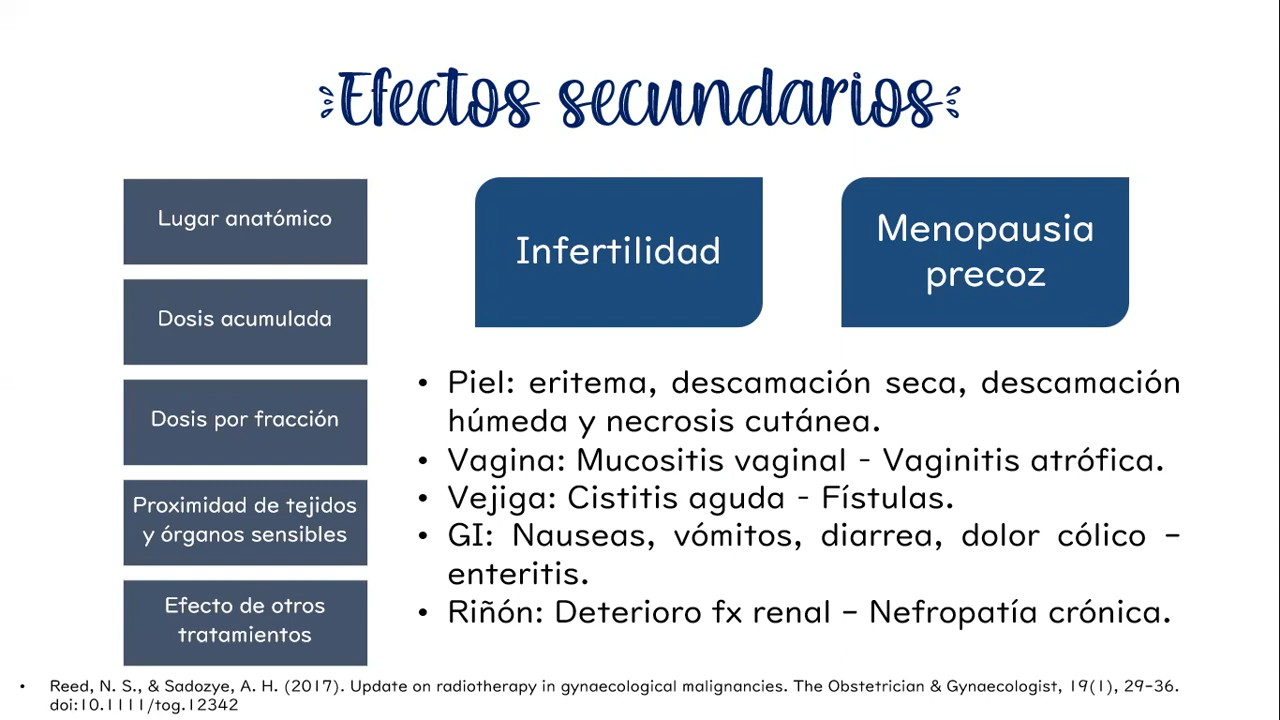 Efectos secundarios
Lugar anatómico
Dosis acumulada
Dosis por fracción
Proximidad de tejidos
y órganos sensibles
Efecto de otros
tratamientos
Infertilidad
Menopausia
precoz
• Piel: eritema, descamación seca, descamación
húmeda y necrosis cutánea.
• Vagina: Mucositis vaginal - Vaginitis atrófica.
• Vejiga: Cistitis aguda - Fístulas.
• GI: Nauseas, vómitos, diarrea, dolor cólico –
enteritis.
• Riñón: Deterioro fx renal – Nefropatía crónica.
• Reed, N. S., & Sadozye, A. H. (2017). Update on radiotherapy in gynaecological malignancies. The Obstetrician & Gynaecologist, 19(1), 29–36.
doi:10.1111/tog.12342